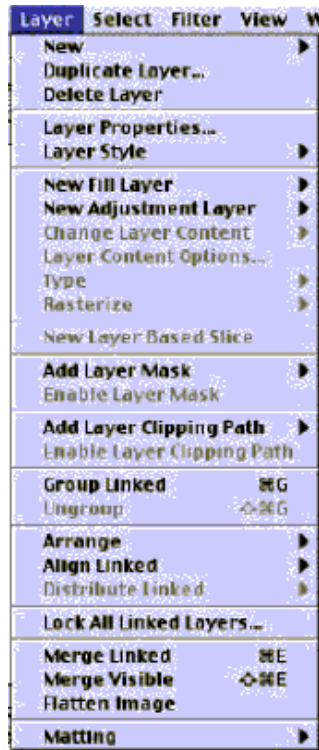 Layer Select Filter View W
New
Duplicate Layer...
Delete Layer
Layer Properties...
Layer Style
New Fill Layer
New Adjustment Layer
Change Layer Content
Layer Content Options...
Type
Rasterize
New Layer Based Slice
Add Layer Mask
Enable Layer Mask
Add Layer Clipping Path
Enable Layer Clipping Path
Group Linked ⌘G
Ungroup ⇧⌘G
Arrange
Align Linked
Distribute Linked
Lock All Linked Layers...
Merge Linked ⌘E
Merge Visible ⇧⌘E
Flatten Image
Matting